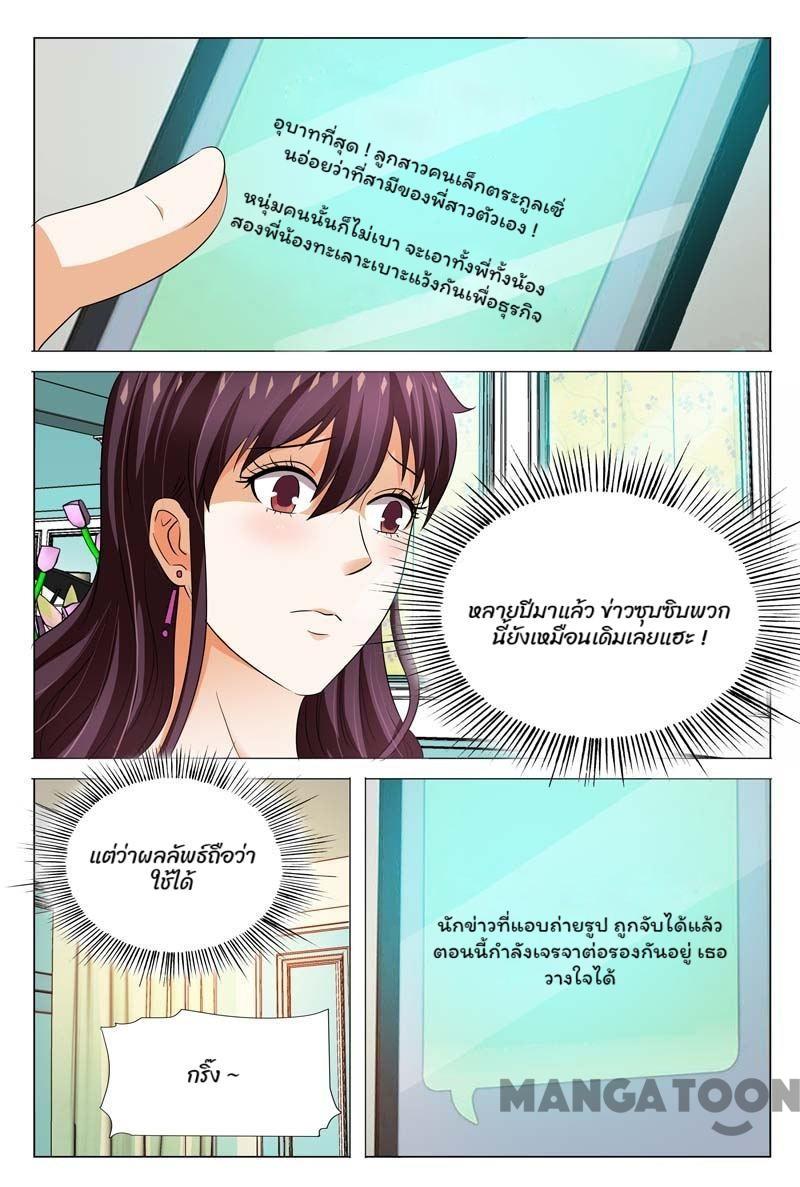 อุบาทที่สุด ! ลูกสาวคนเล็กตระกูลเซิ่
นอ่อยว่าที่สามีของพี่สาวตัวเอง !
หนุ่มคนนั้นก็ไม่เบา จะเอาทั้งพี่ทั้งน้อง
สองพี่น้องทะเลาะเบาะแว้งกันเพื่อธุรกิจ
หลายปีมาแล้ว ข่าวซุบซิบพวก
นี้ยังเหมือนเดิมเลยแฮะ !
แต่ว่าผลลัพธ์ถือว่า
ใช้ได้
กริ๊ง ~
นักข่าวที่แอบถ่ายรูป ถูกจับได้แล้ว
ตอนนี้กำลังเจรจาต่อรองกันอยู่ เธอ
วางใจได้
MANGATOON